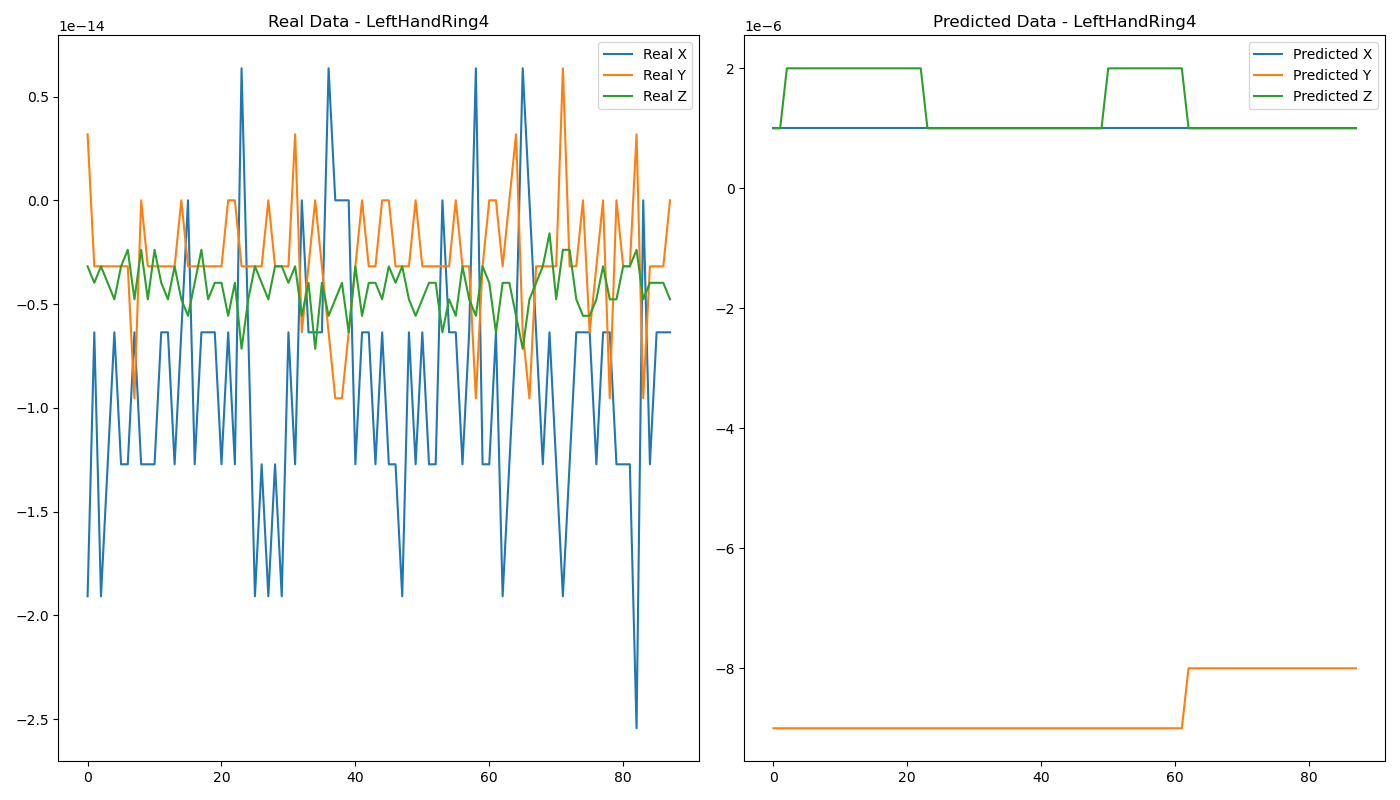 Real Data - LeftHandRing4
1e−14
Real X
Real Y
Real Z
0.5
0.0
−0.5
−1.0
−1.5
−2.0
−2.5
0 20 40 60 80
Predicted Data - LeftHandRing4
1e−6
Predicted X
Predicted Y
Predicted Z
2
0
−2
−4
−6
−8
0 20 40 60 80